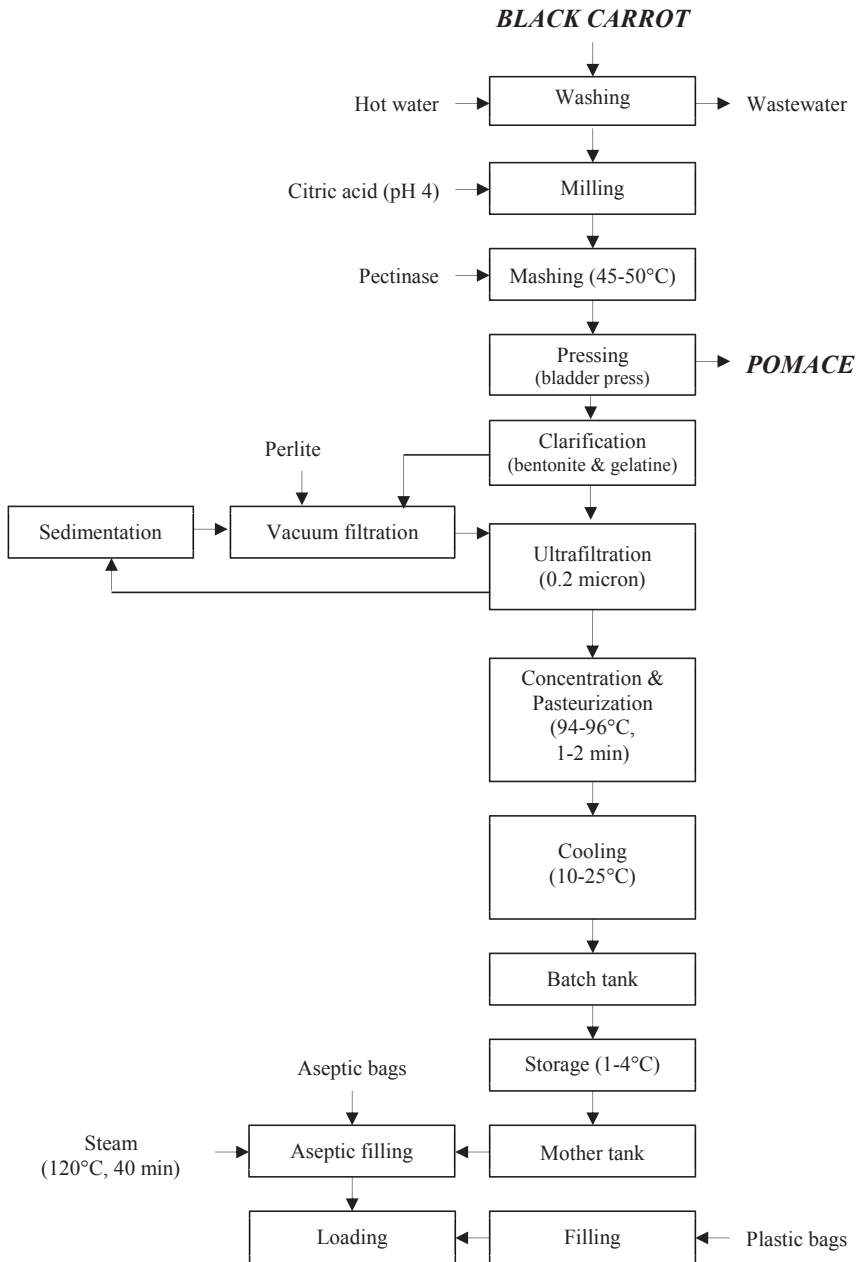 BLACK CARROT
Hot water
Washing
Wastewater
Citric acid (pH 4)
Milling
Pectinase
Mashing (45-50°C)
Pressing
(bladder press)
POMACE
Clarification
(bentonite & gelatine)
Perlite
Sedimentation
Vacuum filtration
Ultrafiltration
(0.2 micron)
Concentration &
Pasteurization
(94-96°C,
1-2 min)
Cooling
(10-25°C)
Batch tank
Storage (1-4°C)
Aseptic bags
Steam
(120°C, 40 min)
Aseptic filling
Mother tank
Loading
Filling
Plastic bags